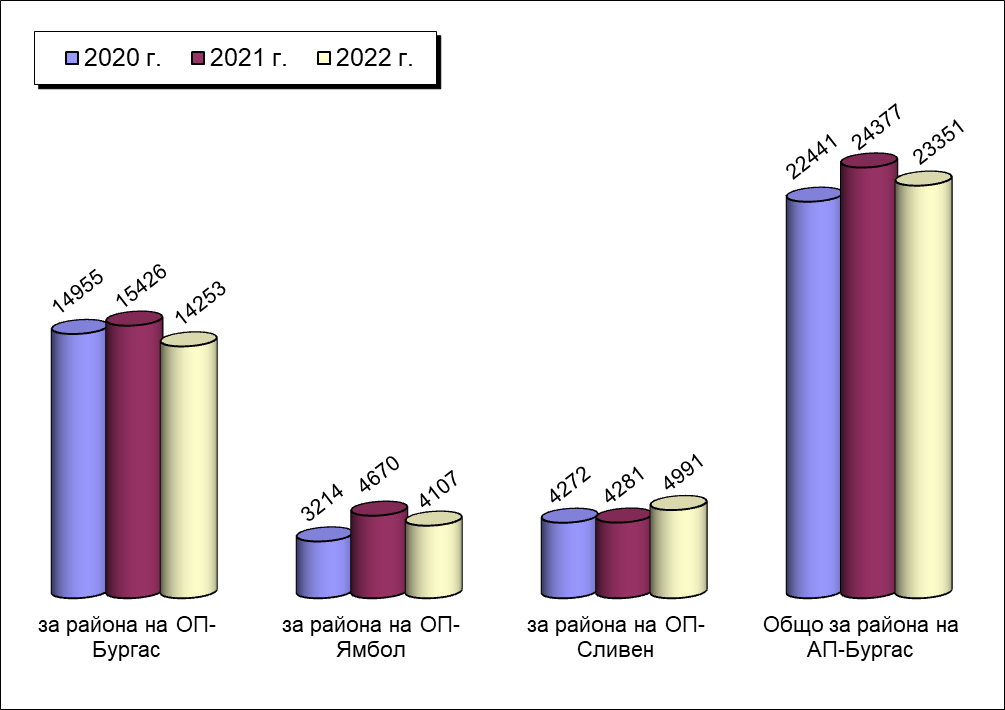 2020 г. 2021 г. 2022 г.
14955 15426 14253
3214 4670 4107
4272 4281 4991
22441 24377 23351
за района на ОП-
Бургас
за района на ОП-
Ямбол
за района на ОП-
Сливен
Общо за района на
АП-Бургас